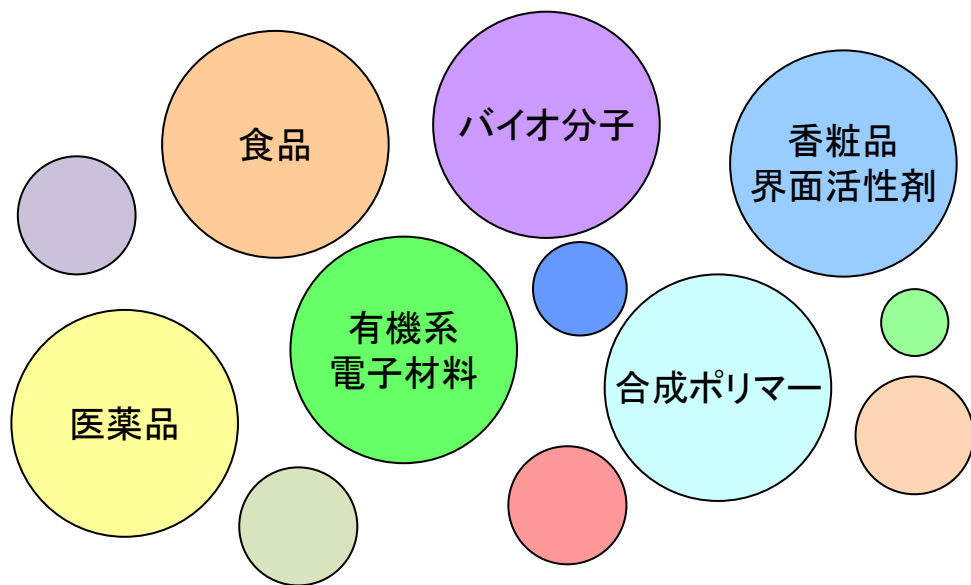 食品
バイオ分子
香粧品
界面活性剤
有機系
電子材料
合成ポリマー
医薬品